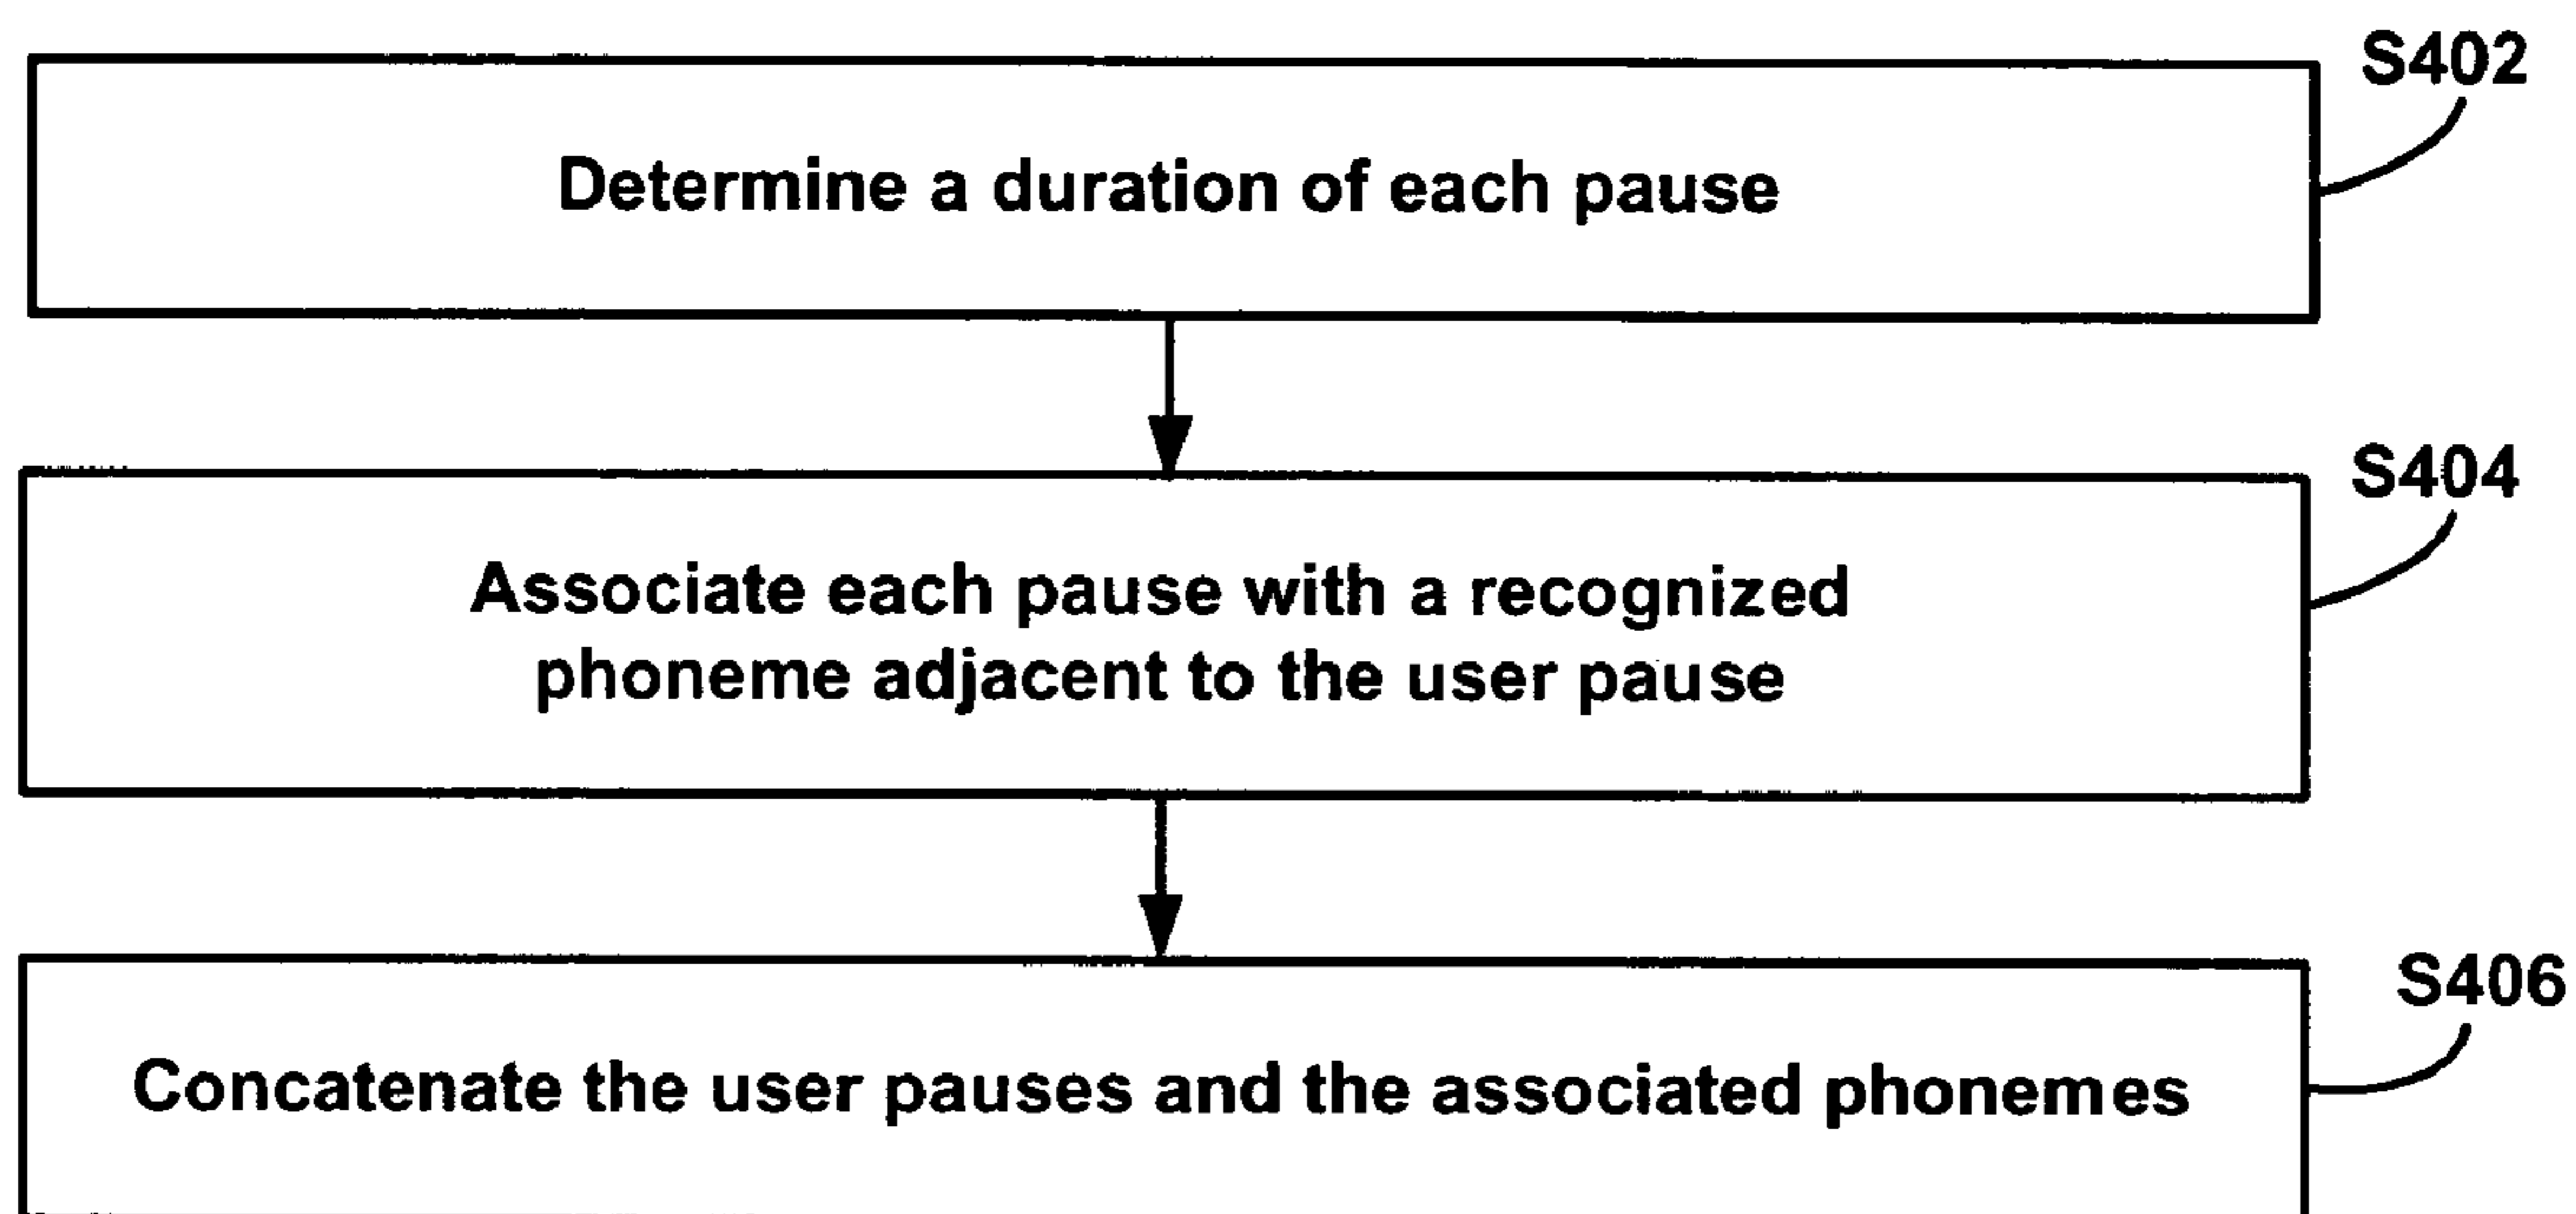 S402
Determine a duration of each pause
S404
Associate each pause with a recognized
phoneme adjacent to the user pause
S406
Concatenate the user pauses and the associated phonemes